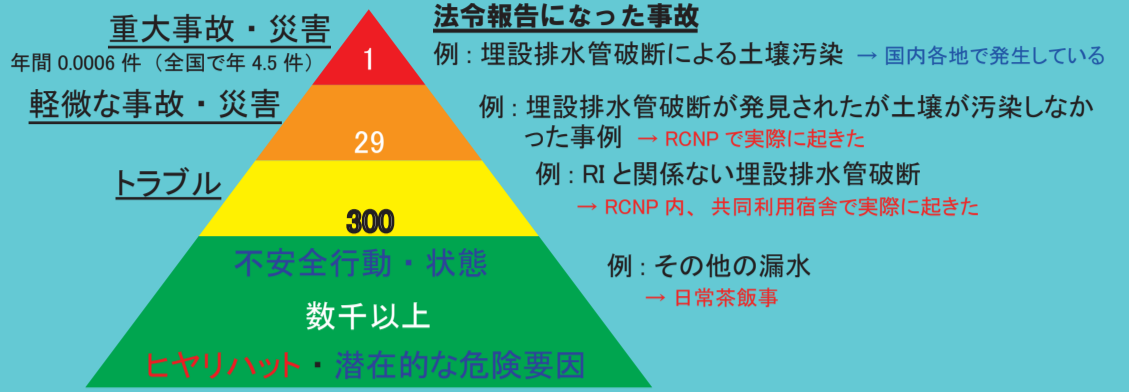 法令報告になった事故
重大事故・災害
年間 0.0006 件（全国で年 4.5 件）
1
例 : 埋設排水管破断による土壌汚染 → 国内各地で発生している
軽微な事故・災害
29
例 : 埋設排水管破断が発見されたが土壌が汚染しなか
った事例 → RCNP で実際に起きた
トラブル
300
例 : RI と関係ない埋設排水管破断
→ RCNP 内、 共同利用宿舎で実際に起きた
不安全行動・状態
数千以上
ヒヤリハット・潜在的な危険要因
例 : その他の漏水
→ 日常茶飯事